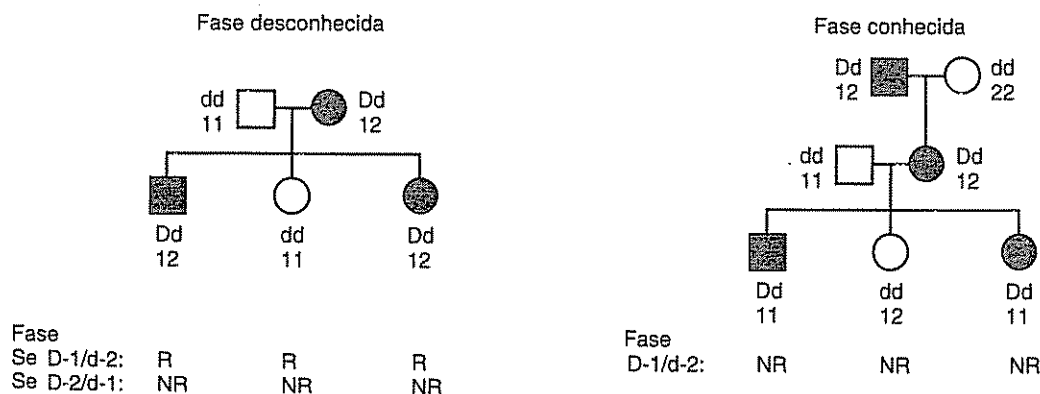 Fase desconhecida
dd
11
Dd
12
Dd
12
dd
11
Dd
12
Fase
Se D-1/d-2: R R R
Se D-2/d-1: NR NR NR
Fase conhecida
Dd
12
dd
22
dd
11
Dd
12
Dd
11
dd
12
Dd
11
Fase
D-1/d-2: NR NR NR